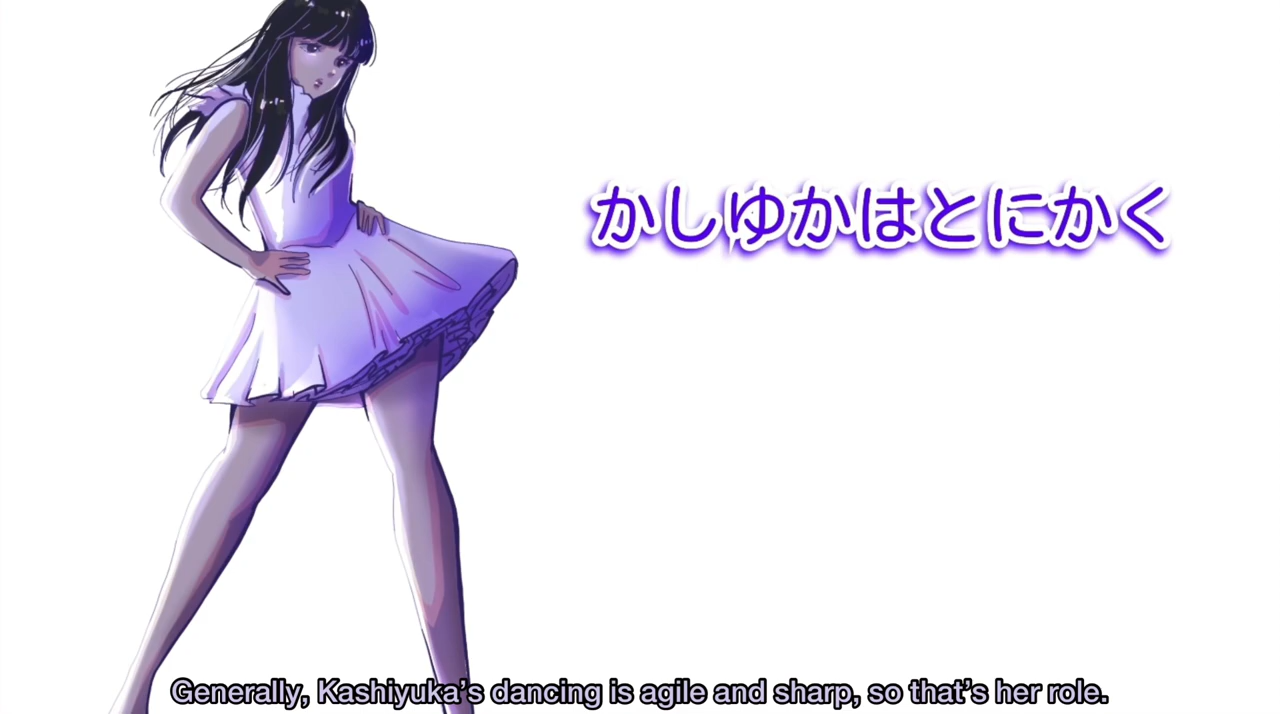 かしゆかはとにかく
Generally, Kashiyuka's dancing is agile and sharp, so that's her role.